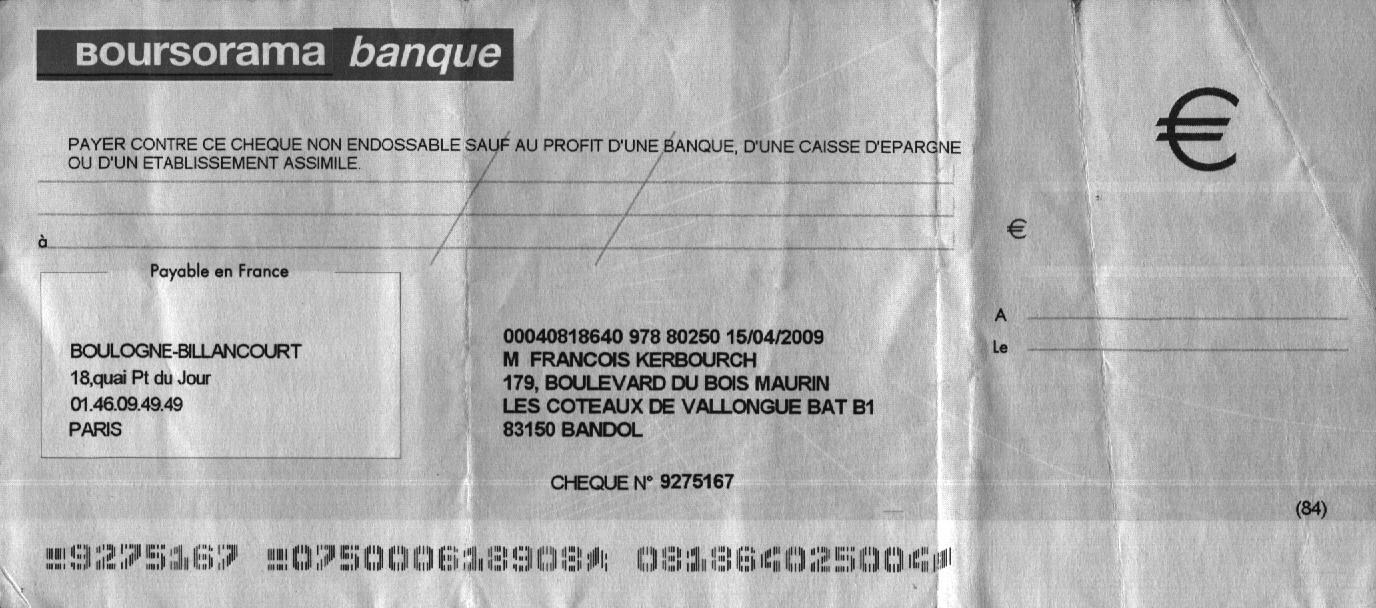 BOURSORAMA banque
€
PAYER CONTRE CE CHEQUE NON ENDOSSABLE SAUF AU PROFIT D'UNE BANQUE, D'UNE CAISSE D'EPARGNE
OU D'UN ETABLISSEMENT ASSIMILE.
€
à
Payable en France
BOULOGNE-BILLANCOURT
18,quai Pt du Jour
01.46.09.49.49
PARIS
00040818640 978 80250 15/04/2009
M FRANCOIS KERBOURCH
179, BOULEVARD DU BOIS MAURIN
LES COTEAUX DE VALLONGUE BAT B1
83150 BANDOL
CHEQUE N° 9275167
A
Le
(84)
9275167 075000618908 081864025004